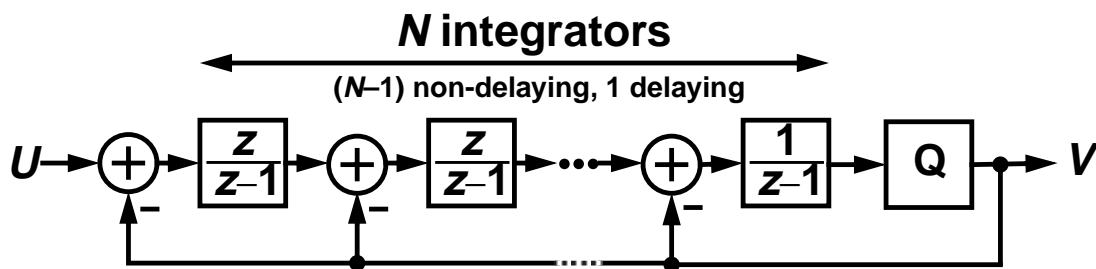 N integrators
(N–1) non-delaying, 1 delaying
U + z/z–1 + z/z–1 ••• + 1/z–1 Q V
– – –